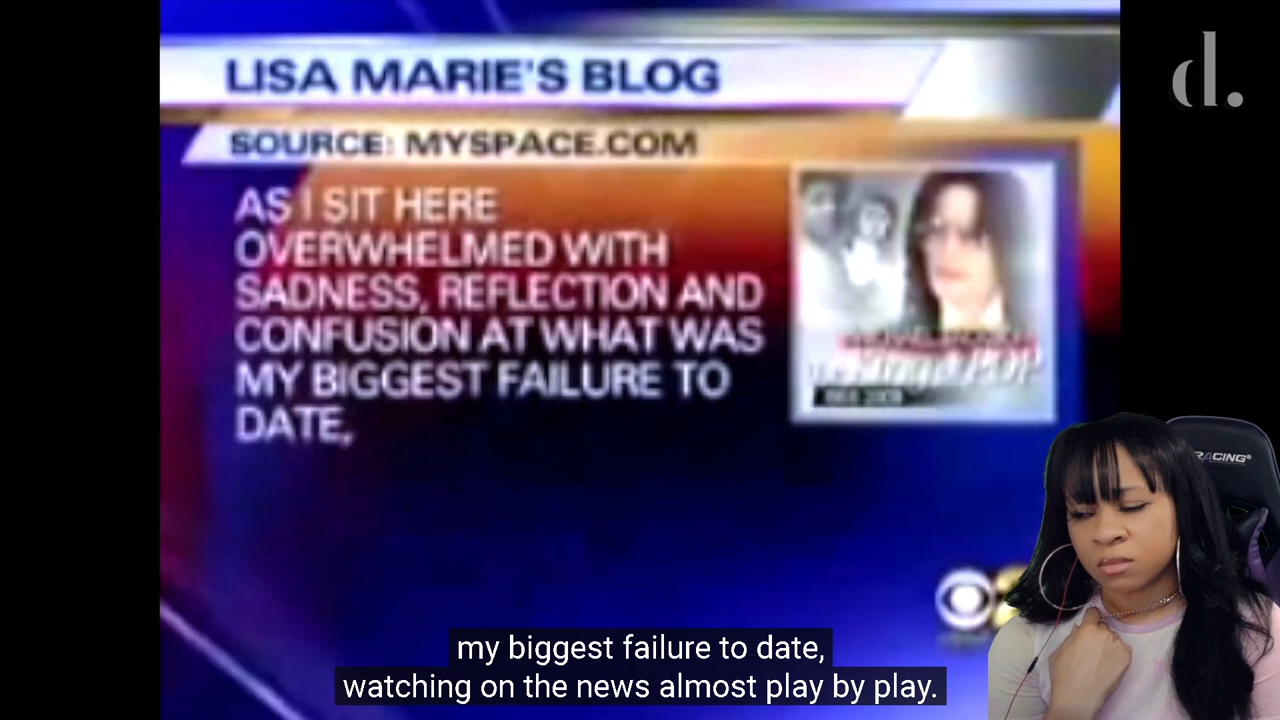 LISA MARIE'S BLOG
d.
SOURCE: MYSPACE.COM
AS I SIT HERE
OVERWHELMED WITH
SADNESS, REFLECTION AND
CONFUSION AT WHAT WAS
MY BIGGEST FAILURE TO
DATE,
RACING
my biggest failure to date,
watching on the news almost play by play.